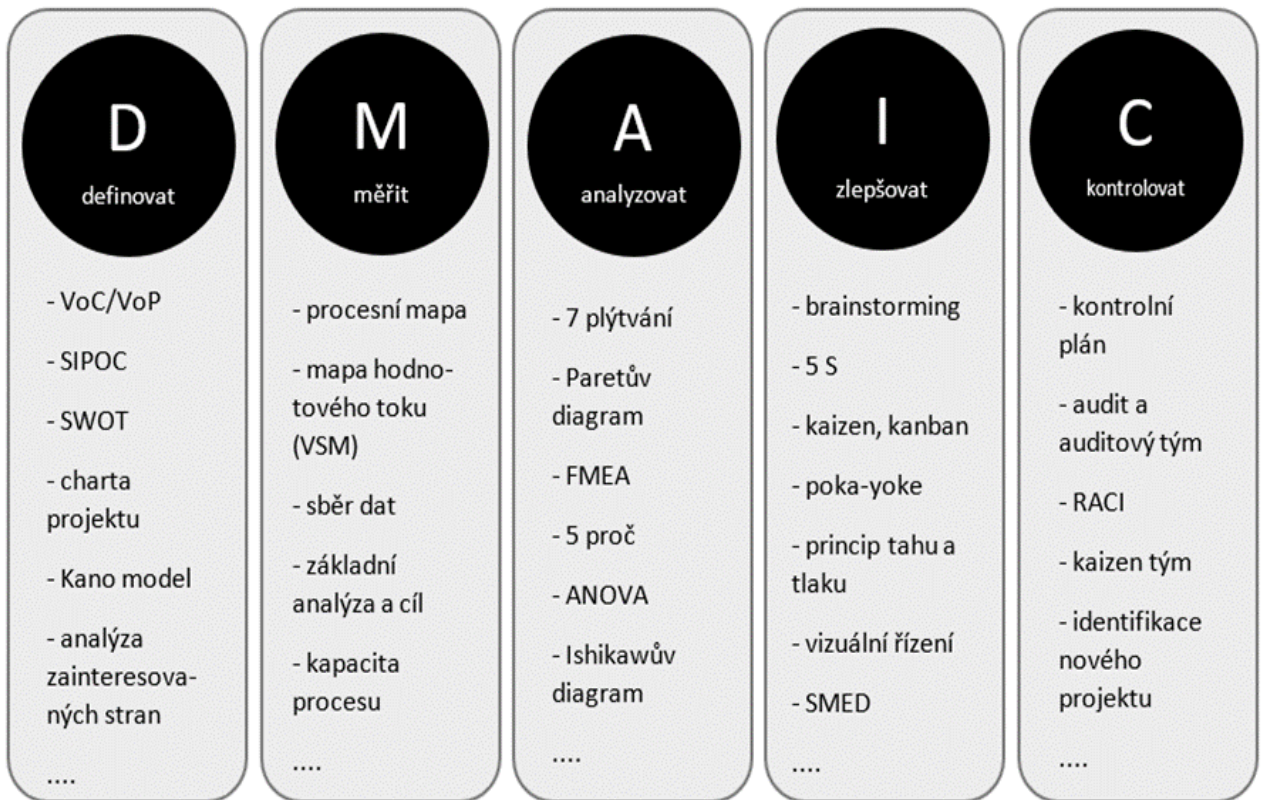 D
definovat
- VoC/VoP
- SIPOC
- SWOT
- charta
projektu
- Kano model
- analýza
zainteresova-
ných stran
....
M
měřit
- procesní mapa
- mapa hodno-
tového toku
(VSM)
- sběr dat
- základní
analýza a cíl
- kapacita
procesu
....
A
analyzovat
- 7 plýtvání
- Paretův
diagram
- FMEA
- 5 proč
- ANOVA
- Ishikawův
diagram
....
I
zlepšovat
- brainstorming
- 5 S
- kaizen, kanban
- poka-yoke
- princip tahu a
tlaku
- vizuální řízení
- SMED
....
C
kontrolovat
- kontrolní
plán
- audit a
auditový tým
- RACI
- kaizen tým
- identifikace
nového
projektu
....